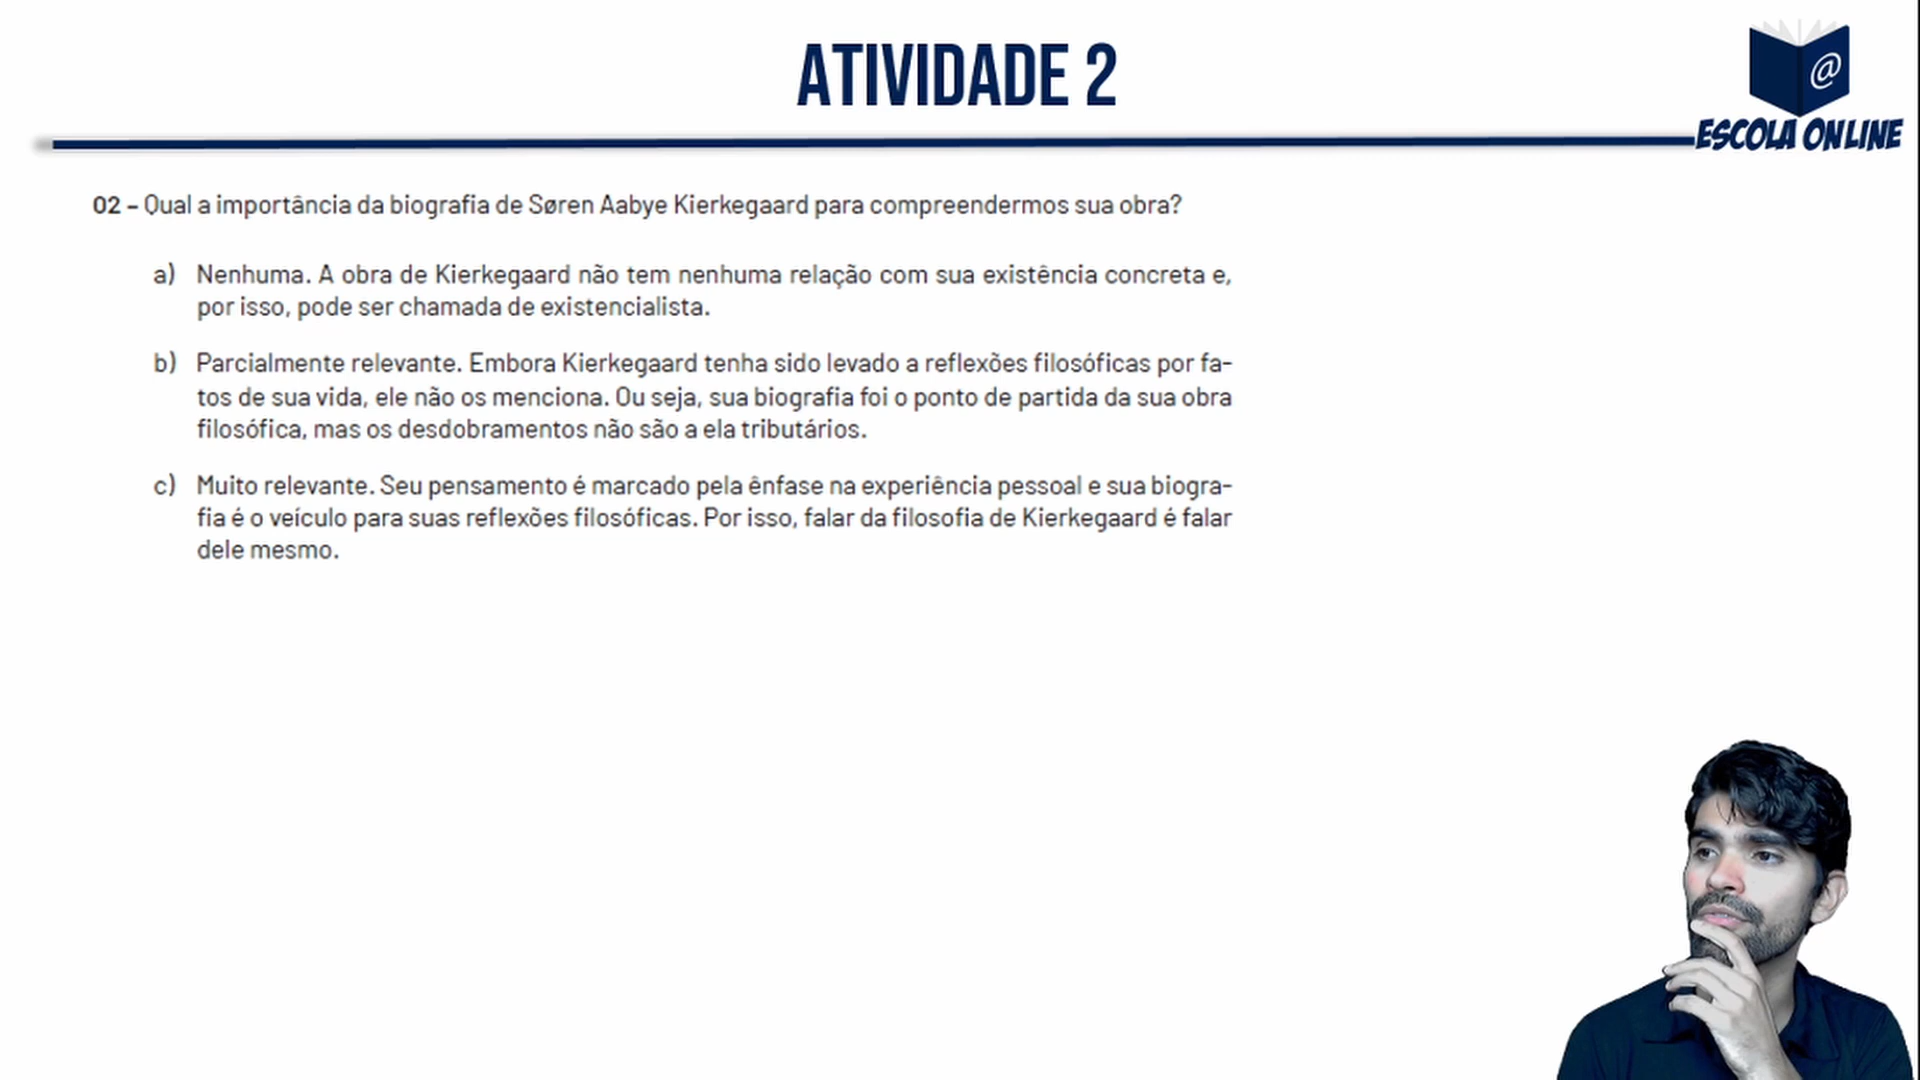 ATIVIDADE 2
@
ESCOLA ONLINE
02 – Qual a importância da biografia de Søren Aabye Kierkegaard para compreendermos sua obra?
a) Nenhuma. A obra de Kierkegaard não tem nenhuma relação com sua existência concreta e,
por isso, pode ser chamada de existencialista.
b) Parcialmente relevante. Embora Kierkegaard tenha sido levado a reflexões filosóficas por fa-
tos de sua vida, ele não os menciona. Ou seja, sua biografia foi o ponto de partida da sua obra
filosófica, mas os desdobramentos não são a ela tributários.
c) Muito relevante. Seu pensamento é marcado pela ênfase na experiência pessoal e sua biogra-
fia é o veículo para suas reflexões filosóficas. Por isso, falar da filosofia de Kierkegaard é falar
dele mesmo.